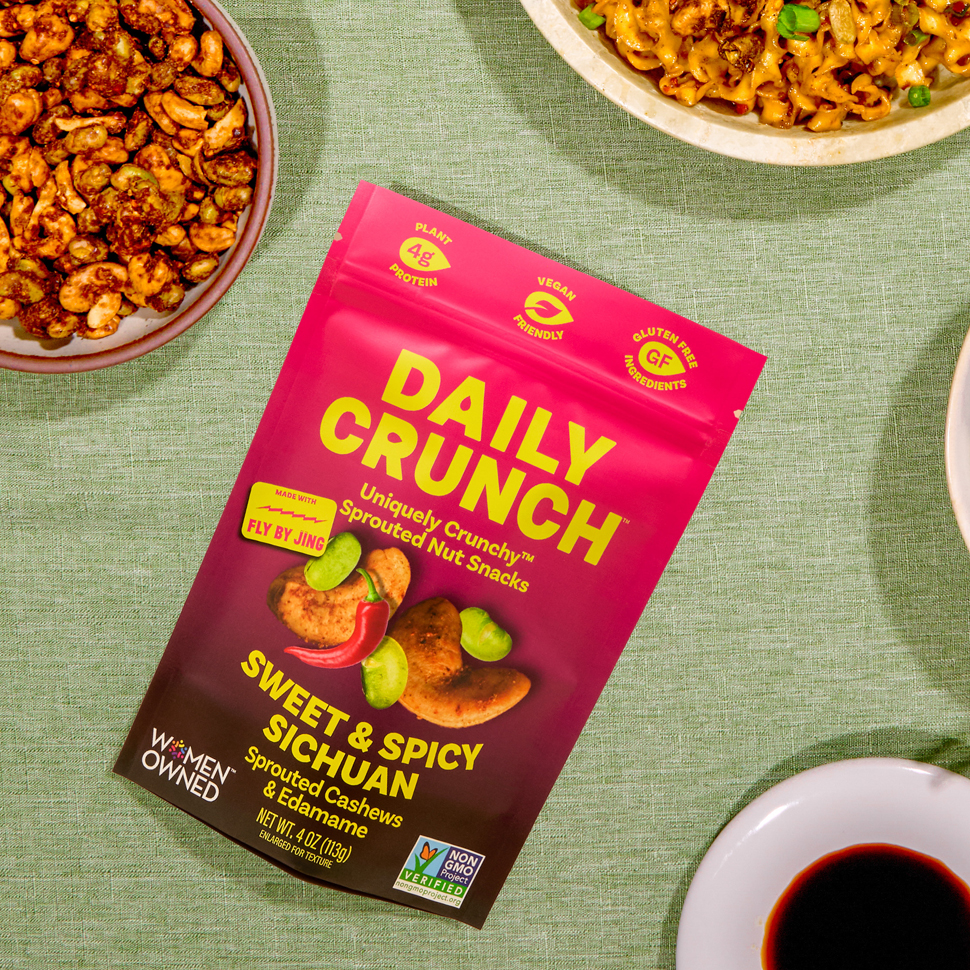 PLANT
4g
PROTEIN
VEGAN
FRIENDLY
GLUTEN FREE
GF
INGREDIENTS
DAILY
CRUNCH™
Uniquely Crunchy™
Sprouted Nut Snacks
MADE WITH
FLY BY JING
SWEET & SPICY
SICHUAN
Sprouted Cashews
& Edamame
NET WT. 4 OZ (113g)
ENLARGED FOR TEXTURE
WOMEN
OWNED™
NON
GMO
Project
VERIFIED
nongmoproject.org